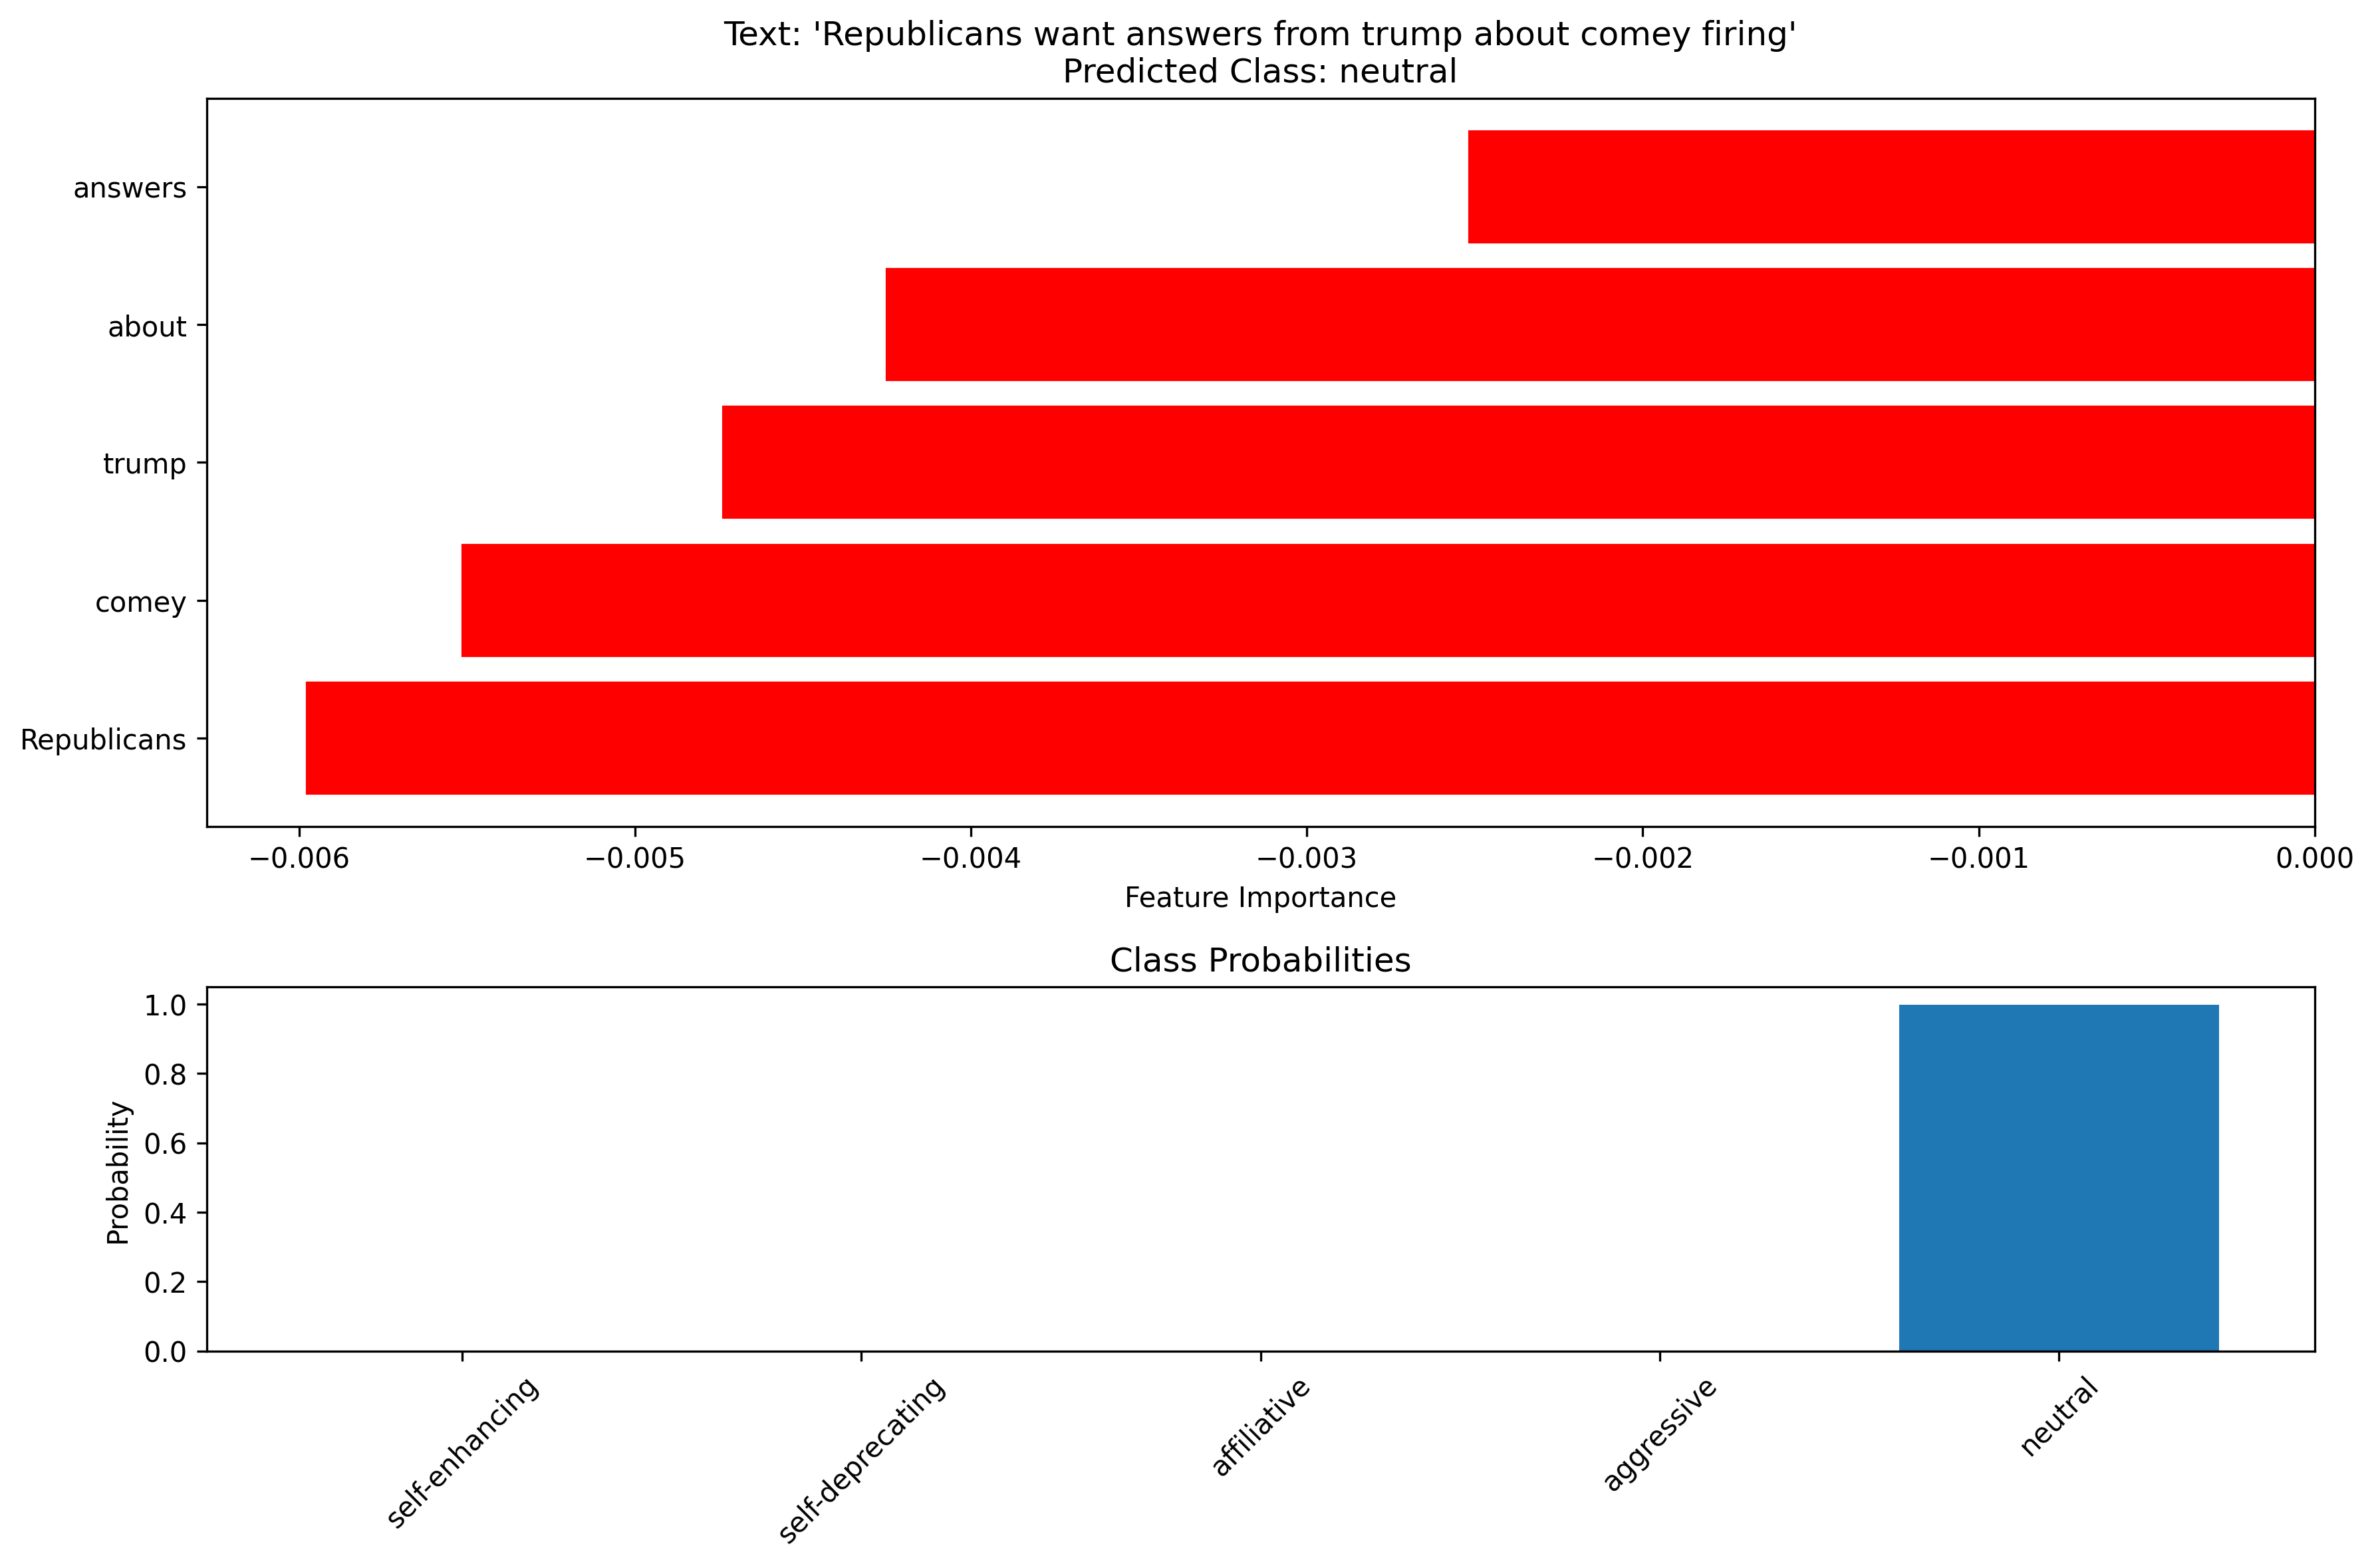 Text: 'Republicans want answers from trump about comey firing'
Predicted Class: neutral
answers
about
trump
comey
Republicans
−0.006 −0.005 −0.004 −0.003 −0.002 −0.001 0.000
Feature Importance
Class Probabilities
1.0
0.8
0.6
0.4
0.2
0.0
Probability
self-enhancing self-deprecating affiliative aggressive neutral